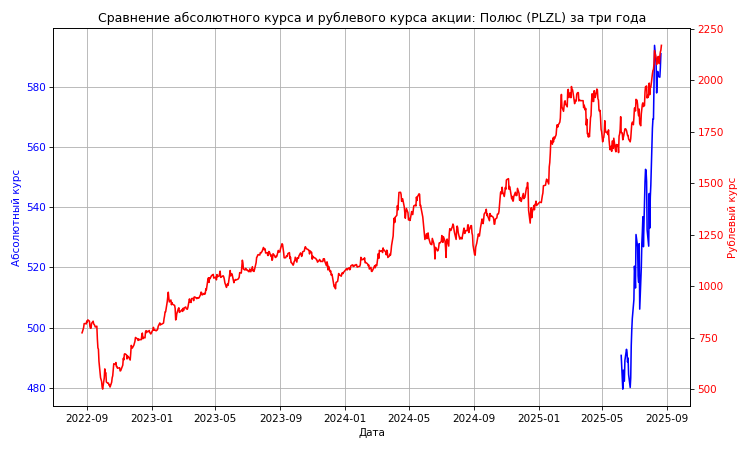 Сравнение абсолютного курса и рублевого курса акции: Полюс (PLZL) за три года
2250
580
2000
560
1750
540
1500
Абсолютный курс
Рублевый курс
1250
520
1000
500
750
480
500
2022-09 2023-01 2023-05 2023-09 2024-01 2024-05 2024-09 2025-01 2025-05 2025-09
Дата